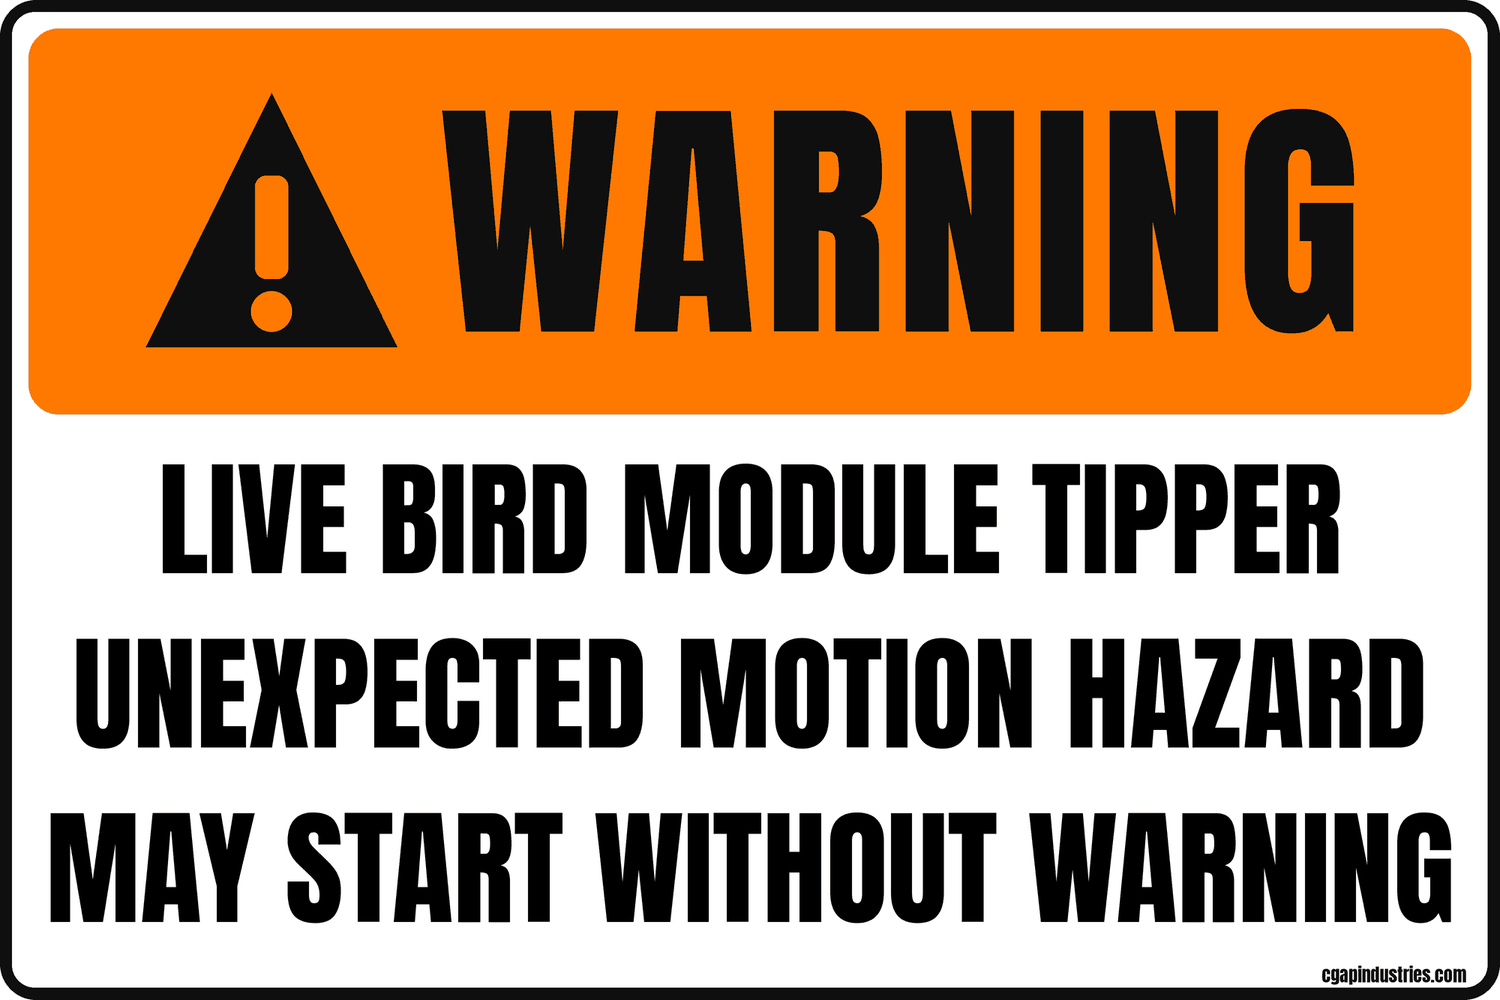 WARNING
LIVE BIRD MODULE TIPPER
UNEXPECTED MOTION HAZARD
MAY START WITHOUT WARNING
cgapindustries.com